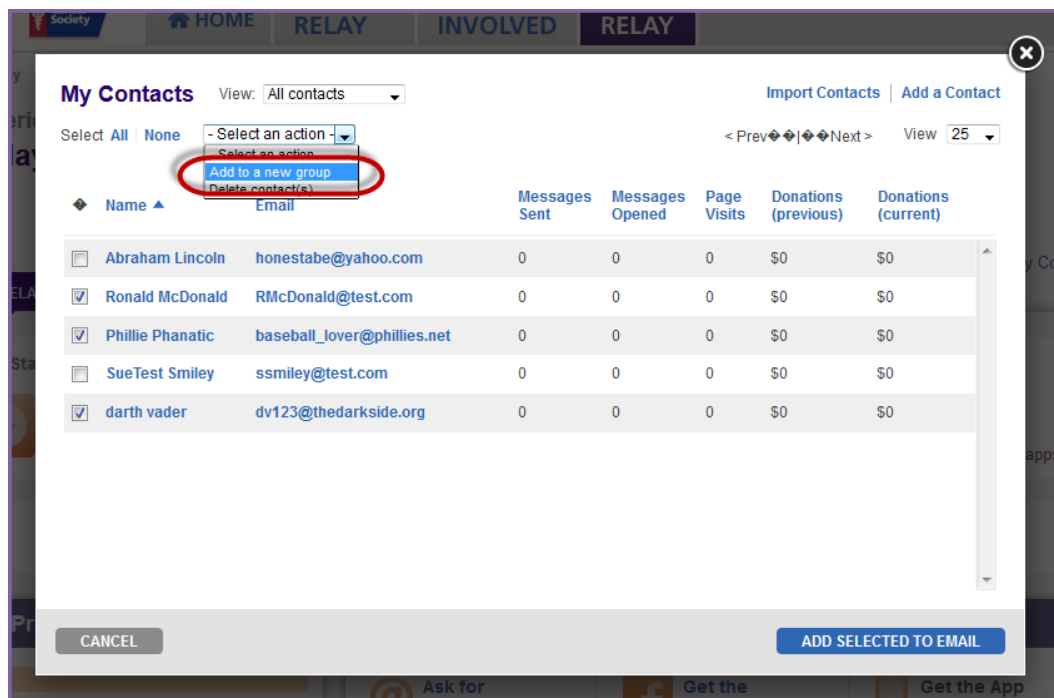 Society HOME RELAY INVOLVED RELAY
My Contacts View: All contacts Import Contacts | Add a Contact
Select All | None - Select an action - < Prev��|��Next > View 25
- Select an action -
Add to a new group
Delete contact(s)
� Name ▲ Email Messages Sent Messages Opened Page Visits Donations (previous) Donations (current)
Abraham Lincoln honestabe@yahoo.com 0 0 0 $0 $0
Ronald McDonald RMcDonald@test.com 0 0 0 $0 $0
Phillie Phanatic baseball_lover@phillies.net 0 0 0 $0 $0
SueTest Smiley ssmiley@test.com 0 0 0 $0 $0
darth vader dv123@thedarkside.org 0 0 0 $0 $0
CANCEL ADD SELECTED TO EMAIL
Ask for Get the Get the App